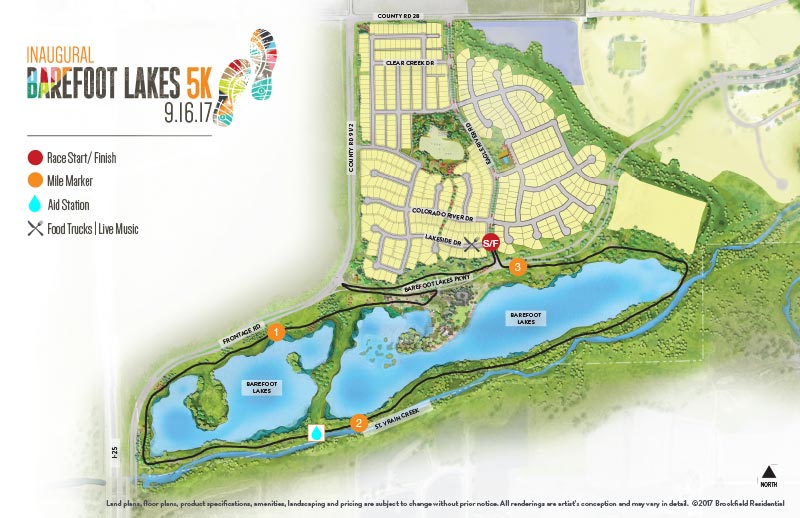 INAUGURAL
BAREFOOT LAKES 5K
9.16.17
Race Start/ Finish
Mile Marker
Aid Station
Food Trucks | Live Music
COUNTY RD 28
CLEAR CREEK DR
COUNTY RD 9 1/2
EAGLE RIVER RD
COLORADO RIVER DR
LAKESIDE DR
S/F
3
BAREFOOT LAKES PKWY
BAREFOOT
LAKES
FRONTAGE RD
1
BAREFOOT
LAKES
2
ST. VRAIN CREEK
I-25
NORTH
Land plans, floor plans, product specifications, amenities, landscaping and pricing are subject to change without prior notice. All renderings are artist's conception and may vary in detail. ©2017 Brookfield Residential